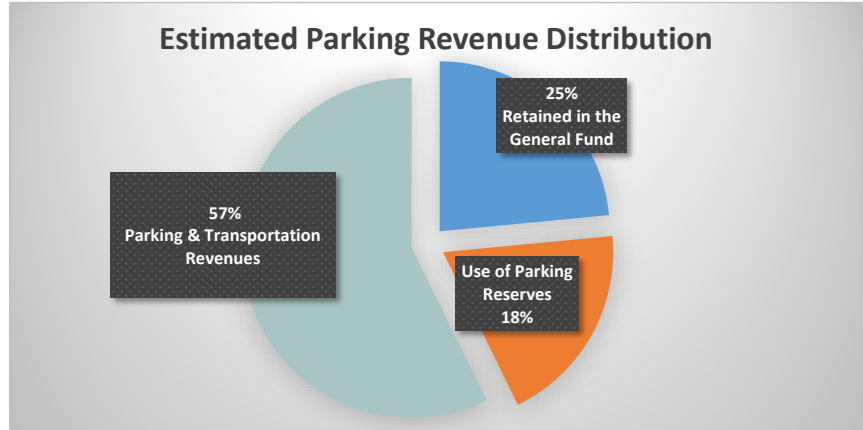 Estimated Parking Revenue Distribution
25%
Retained in the
General Fund
57%
Parking & Transportation
Revenues
Use of Parking
Reserves
18%